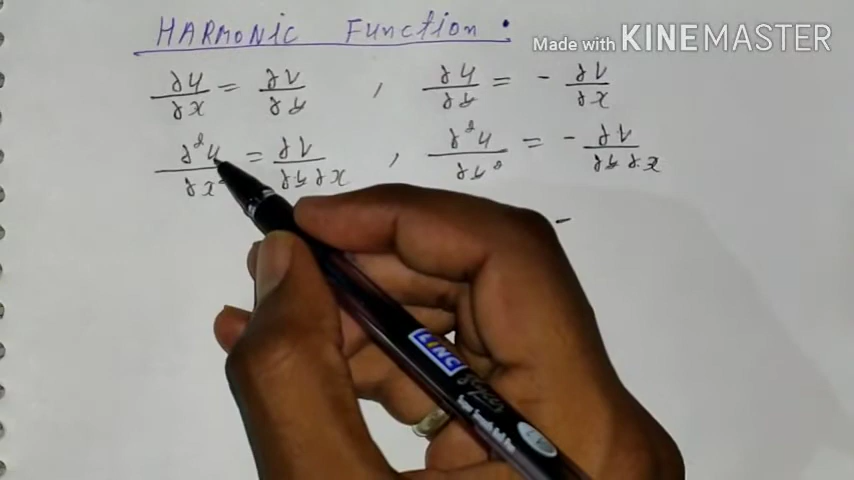 HARMONIC Function :
Made with KINEMASTER
∂u/∂x = ∂v/∂y , ∂u/∂y = - ∂v/∂x
∂²u/∂x² = ∂v/∂y∂x , ∂²u/∂y² = - ∂v/∂y∂x
-
LINC